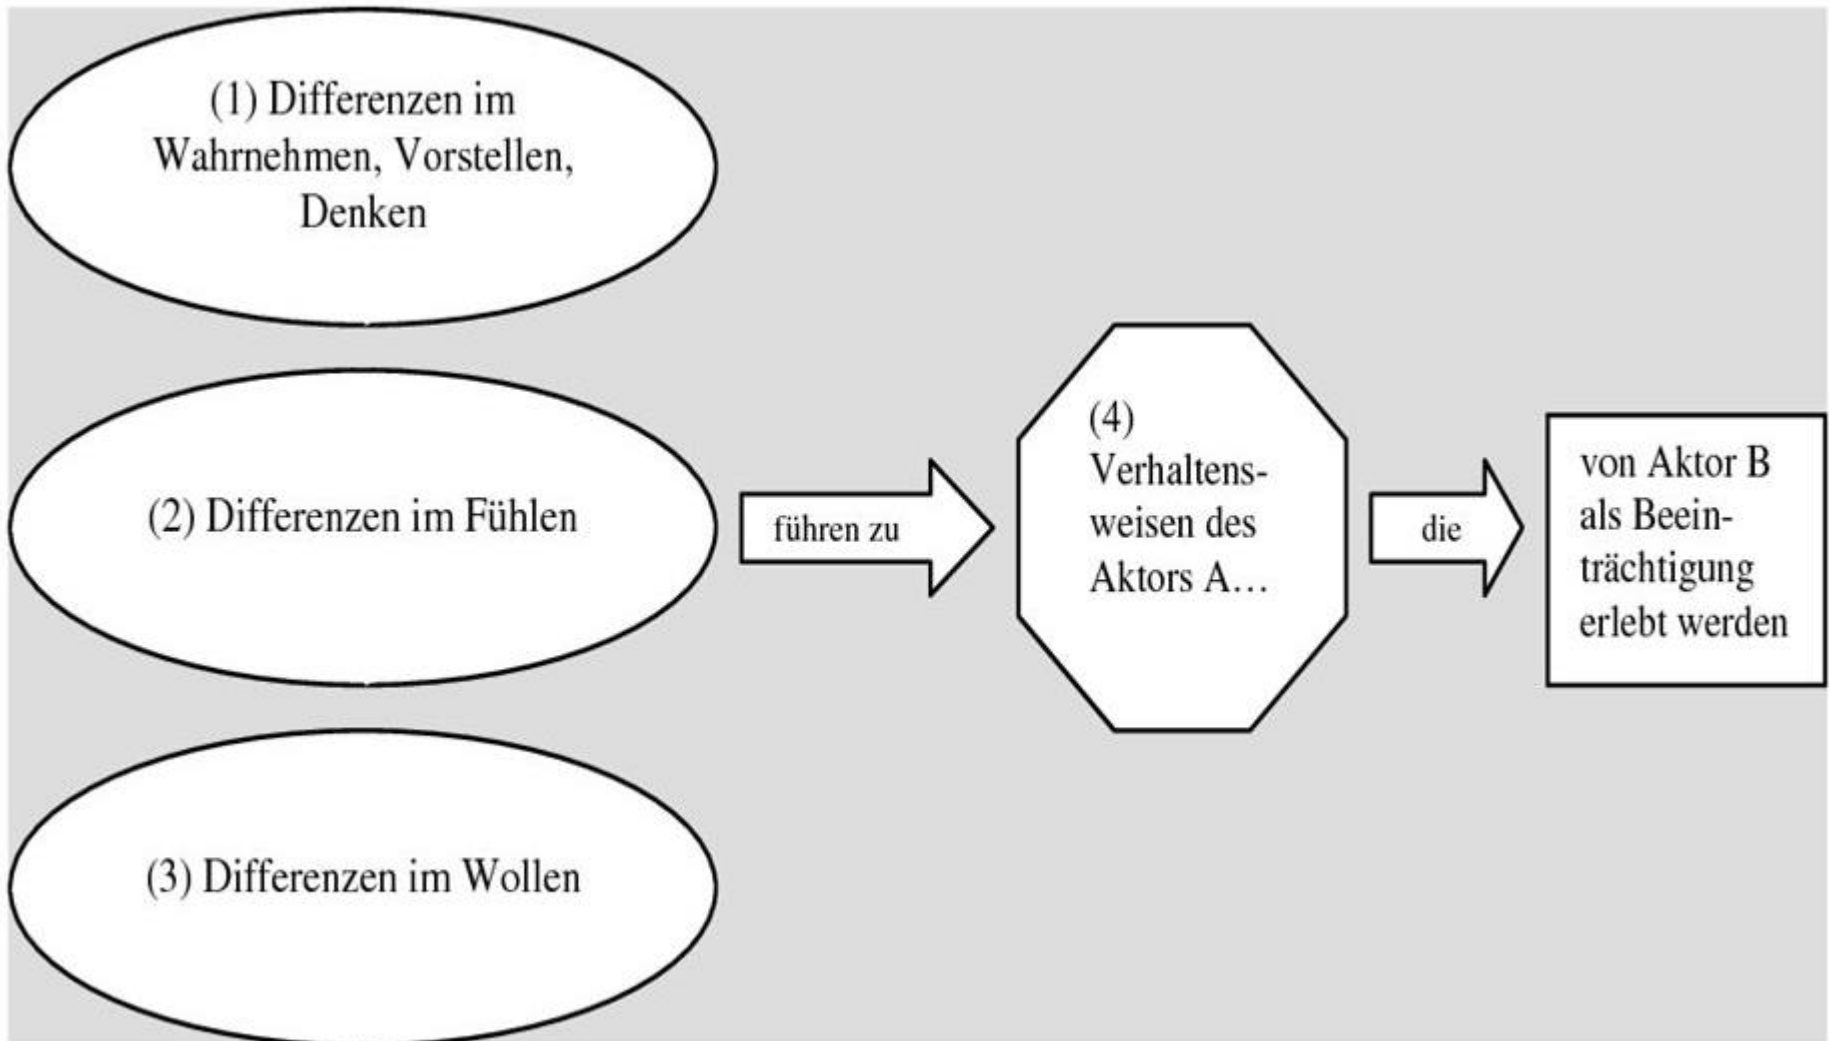 (1) Differenzen im
Wahrnehmen, Vorstellen,
Denken
(2) Differenzen im Fühlen
(3) Differenzen im Wollen
führen zu
(4)
Verhaltens-
weisen des
Aktors A…
die
von Aktor B
als Beein-
trächtigung
erlebt werden